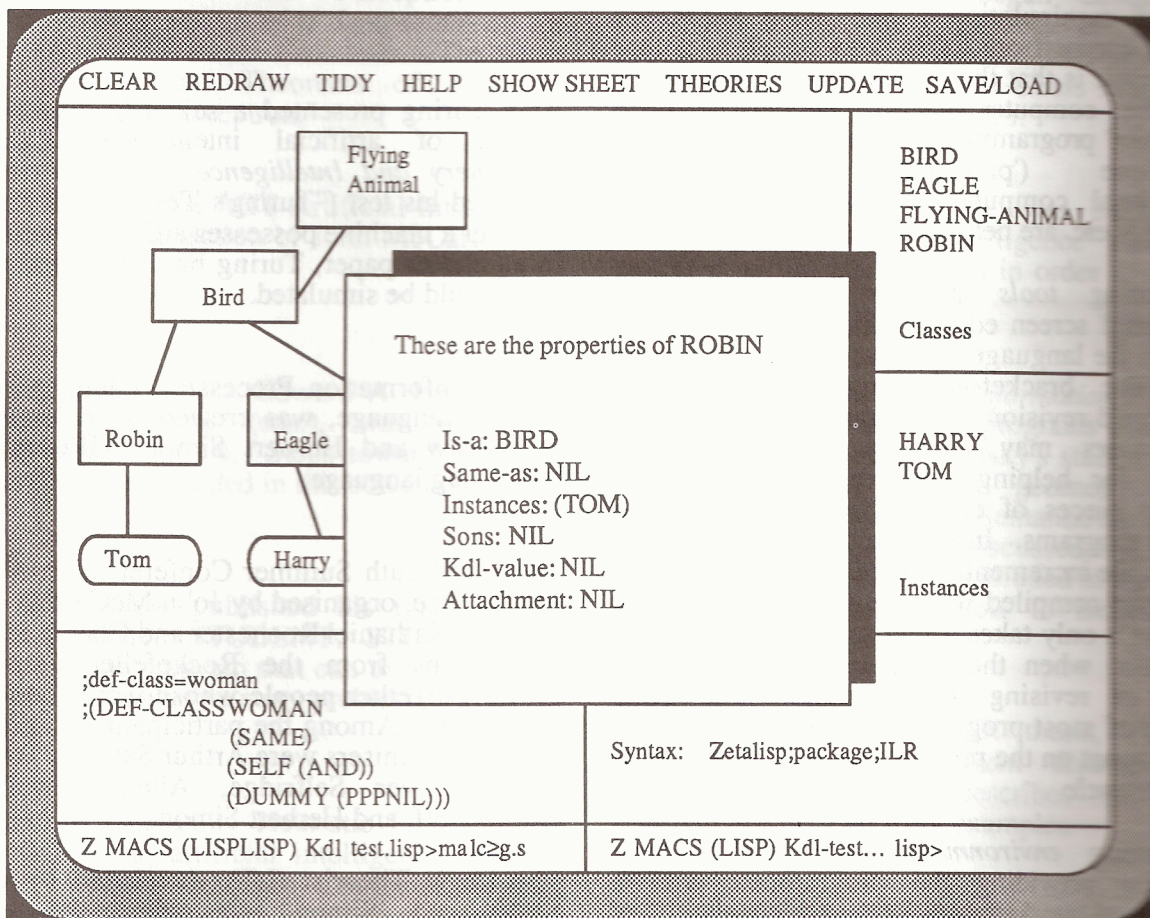 CLEAR REDRAW TIDY HELP SHOW SHEET THEORIES UPDATE SAVE/LOAD
Flying
Animal
Bird
Robin
Eagle
Tom
Harry
BIRD
EAGLE
FLYING-ANIMAL
ROBIN
Classes
HARRY
TOM
Instances
These are the properties of ROBIN
Is-a: BIRD
Same-as: NIL
Instances: (TOM)
Sons: NIL
Kdl-value: NIL
Attachment: NIL
;def-class=woman
;(DEF-CLASS WOMAN
(SAME)
(SELF (AND))
(DUMMY (PPPNIL)))
Syntax: Zetalisp;package;ILR
Z MACS (LISPLISP) Kdl test.lisp>malc≥g.s
Z MACS (LISP) Kdl-test... lisp>